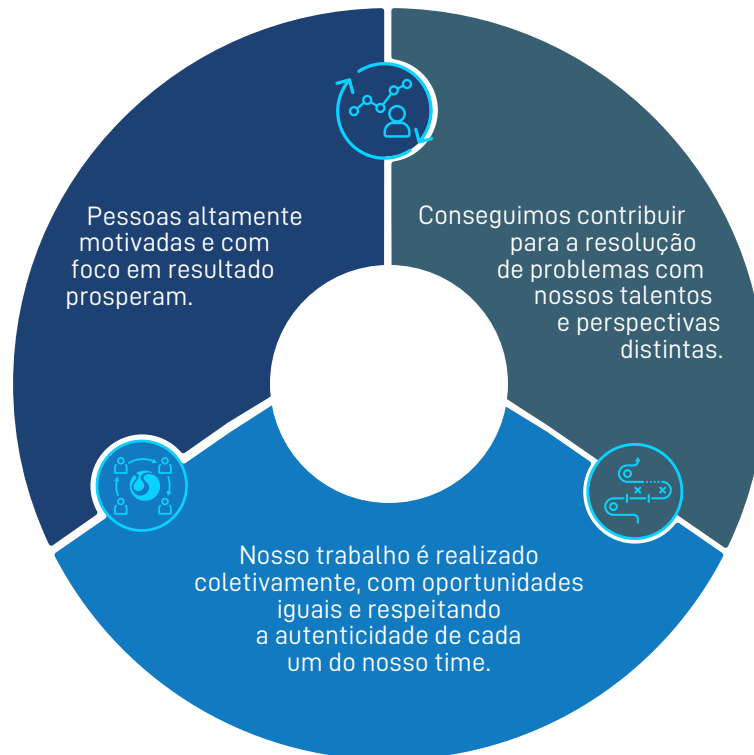 Pessoas altamente
motivadas e com
foco em resultado
prosperam.
Conseguimos contribuir
para a resolução
de problemas com
nossos talentos
e perspectivas
distintas.
Nosso trabalho é realizado
coletivamente, com oportunidades
iguais e respeitando
a autenticidade de cada
um do nosso time.